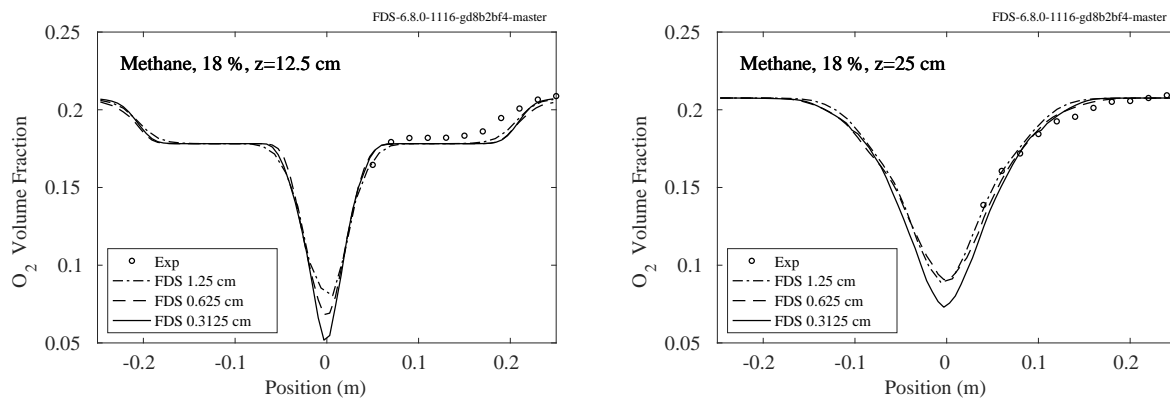 FDS-6.8.0-1116-gd8b2bf4-master
Methane, 18 %, z=12.5 cm
0.25
0.2
0.15
0.1
0.05
O2 Volume Fraction
Exp
FDS 1.25 cm
FDS 0.625 cm
FDS 0.3125 cm
-0.2
-0.1
0
0.1
0.2
Position (m)
FDS-6.8.0-1116-gd8b2bf4-master
Methane, 18 %, z=25 cm
0.25
0.2
0.15
0.1
0.05
O2 Volume Fraction
Exp
FDS 1.25 cm
FDS 0.625 cm
FDS 0.3125 cm
-0.2
-0.1
0
0.1
0.2
Position (m)